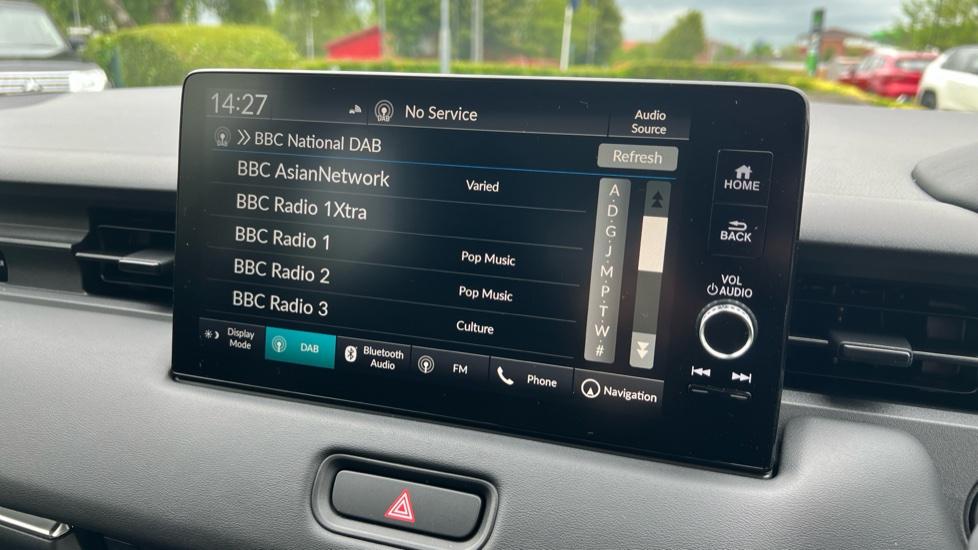 14:27
DAB
No Service
Audio
Source
DAB
BBC National DAB
Refresh
BBC AsianNetwork
Varied
BBC Radio 1Xtra
BBC Radio 1
Pop Music
BBC Radio 2
Pop Music
BBC Radio 3
Culture
A
D
G
J
M
P
T
W
#
Display
Mode
DAB
Bluetooth
Audio
FM
Phone
Navigation
HOME
BACK
VOL
AUDIO